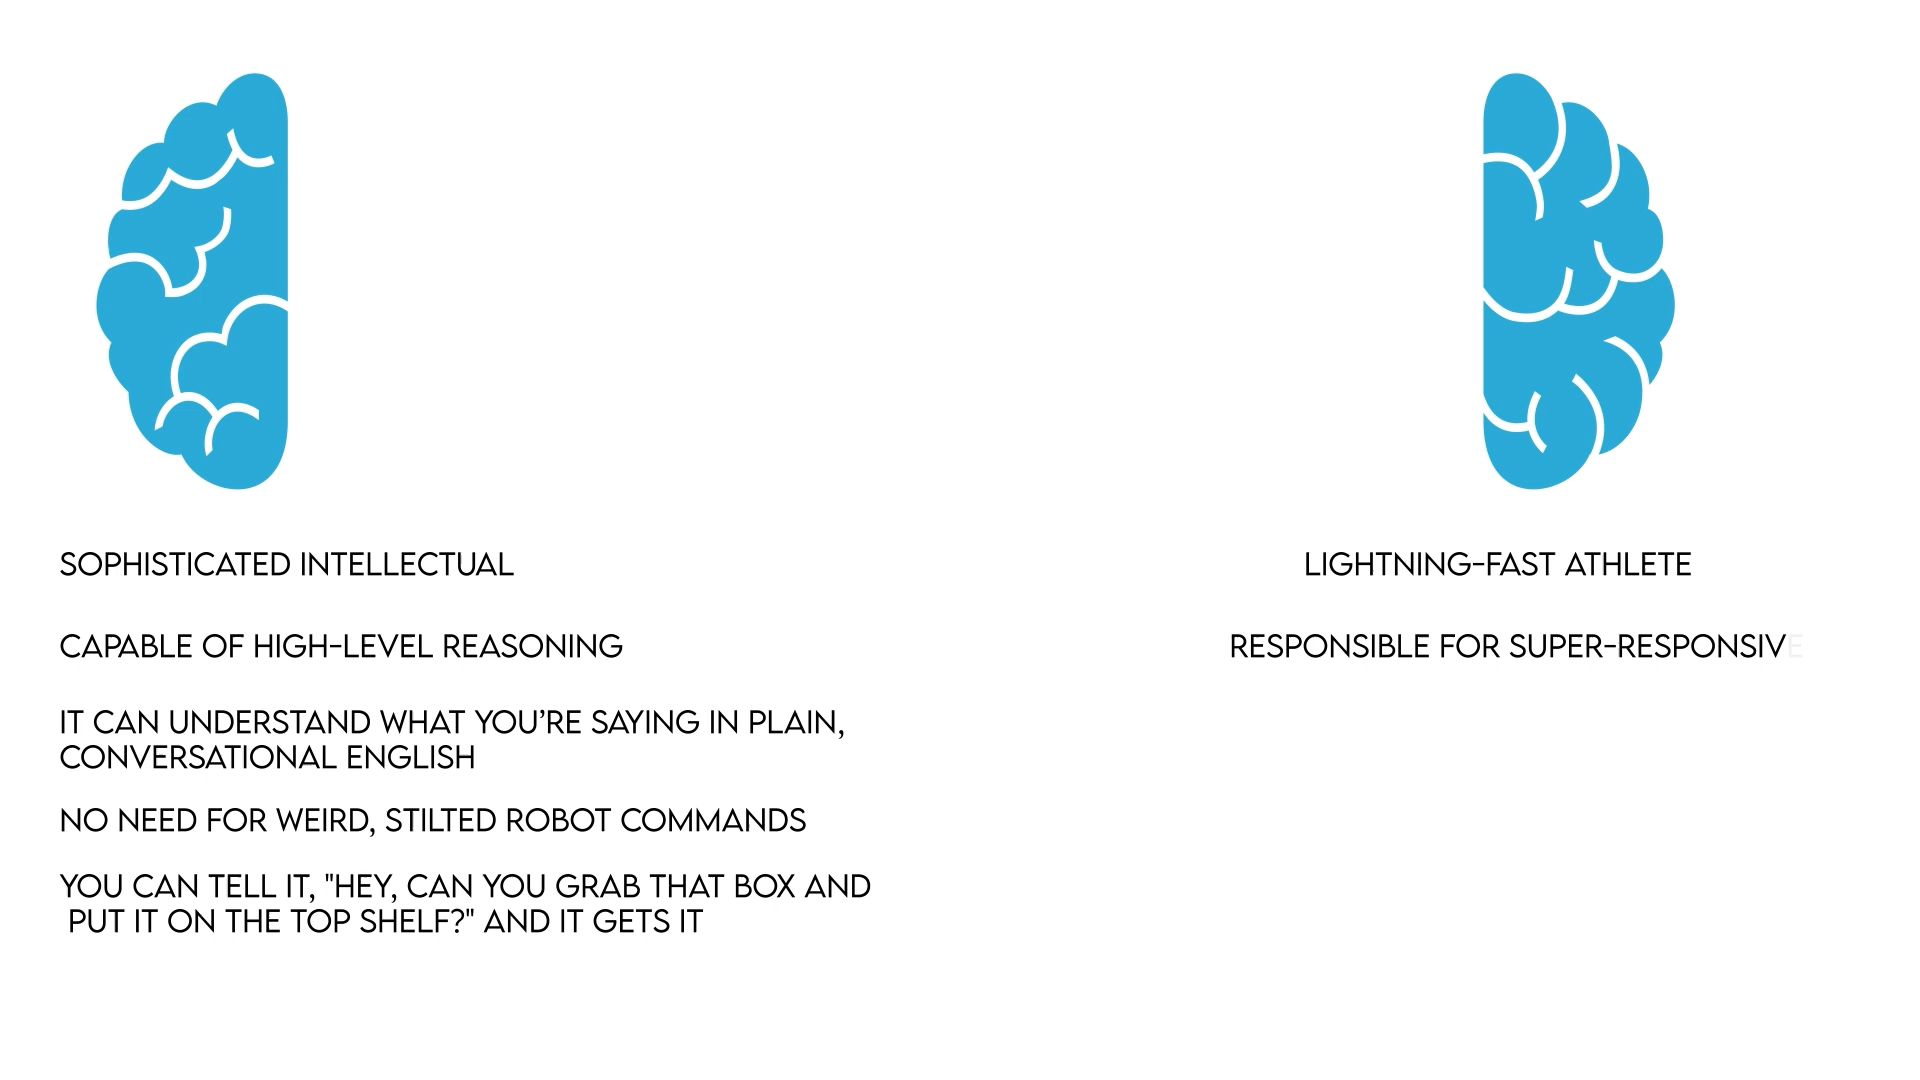 SOPHISTICATED INTELLECTUAL
CAPABLE OF HIGH-LEVEL REASONING
IT CAN UNDERSTAND WHAT YOU’RE SAYING IN PLAIN,
CONVERSATIONAL ENGLISH
NO NEED FOR WEIRD, STILTED ROBOT COMMANDS
YOU CAN TELL IT, "HEY, CAN YOU GRAB THAT BOX AND
PUT IT ON THE TOP SHELF?" AND IT GETS IT
LIGHTNING-FAST ATHLETE
RESPONSIBLE FOR SUPER-RESPONSIVE